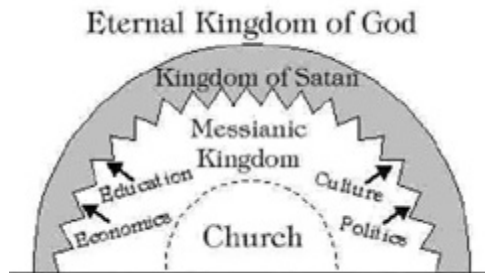 Eternal Kingdom of God
Kingdom of Satan
Messianic
Kingdom
Education
Culture
Economics
Politics
Church